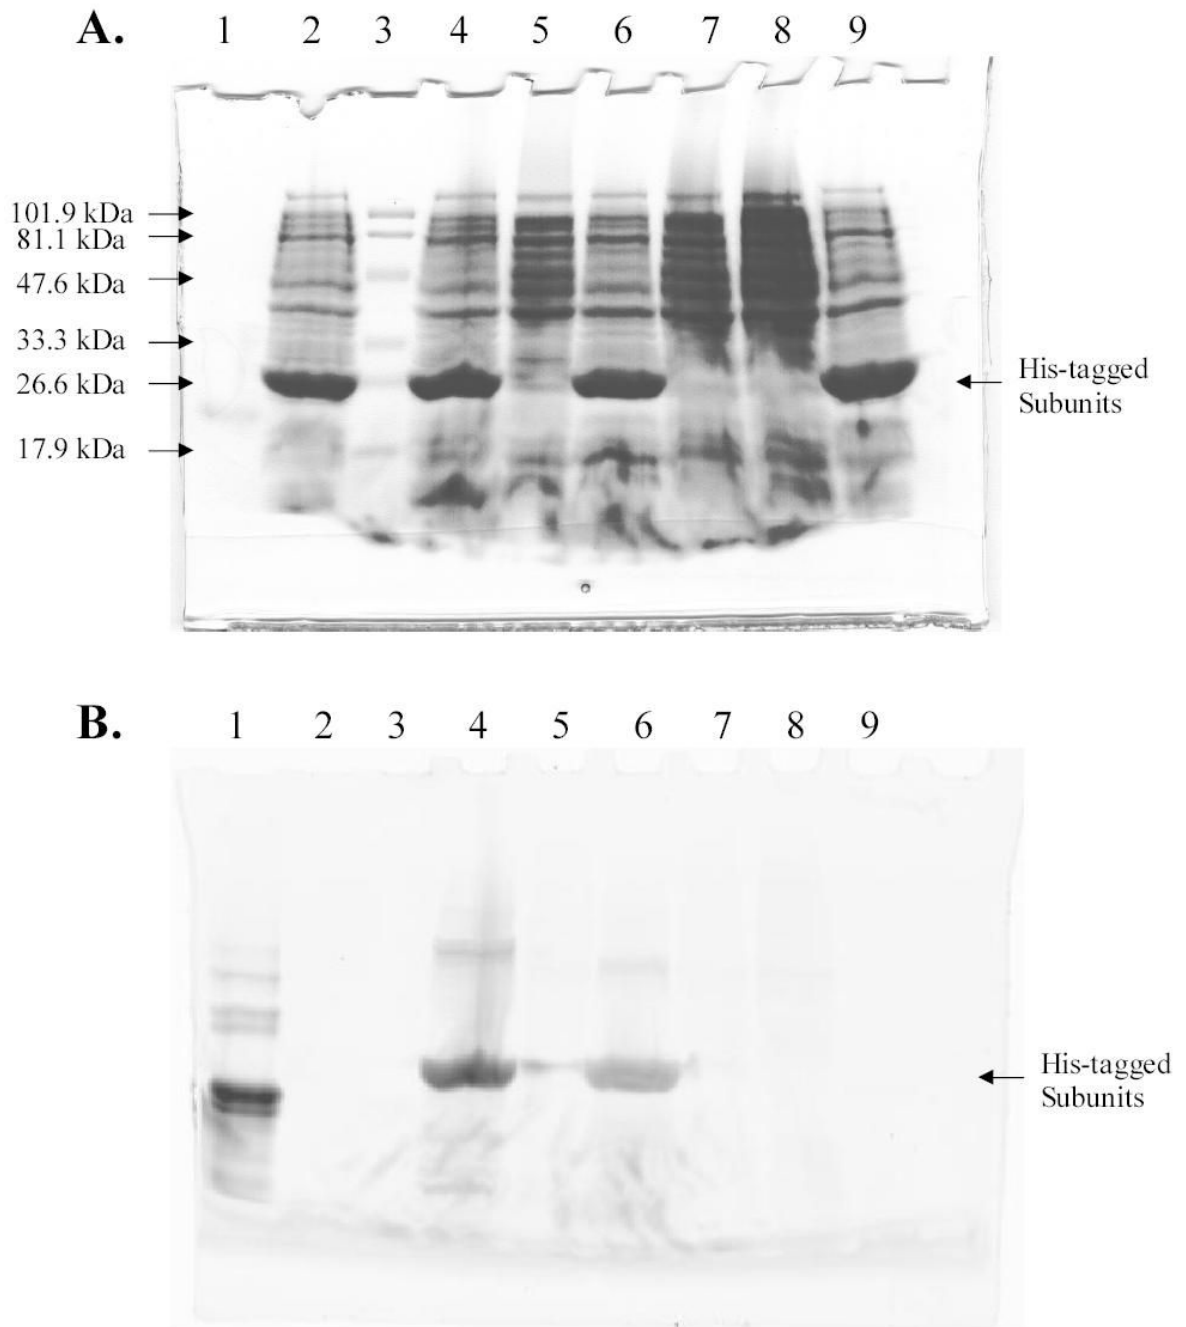 A. 1 2 3 4 5 6 7 8 9
101.9 kDa
81.1 kDa
47.6 kDa
33.3 kDa
26.6 kDa
17.9 kDa
His-tagged
Subunits
B. 1 2 3 4 5 6 7 8 9
His-tagged
Subunits